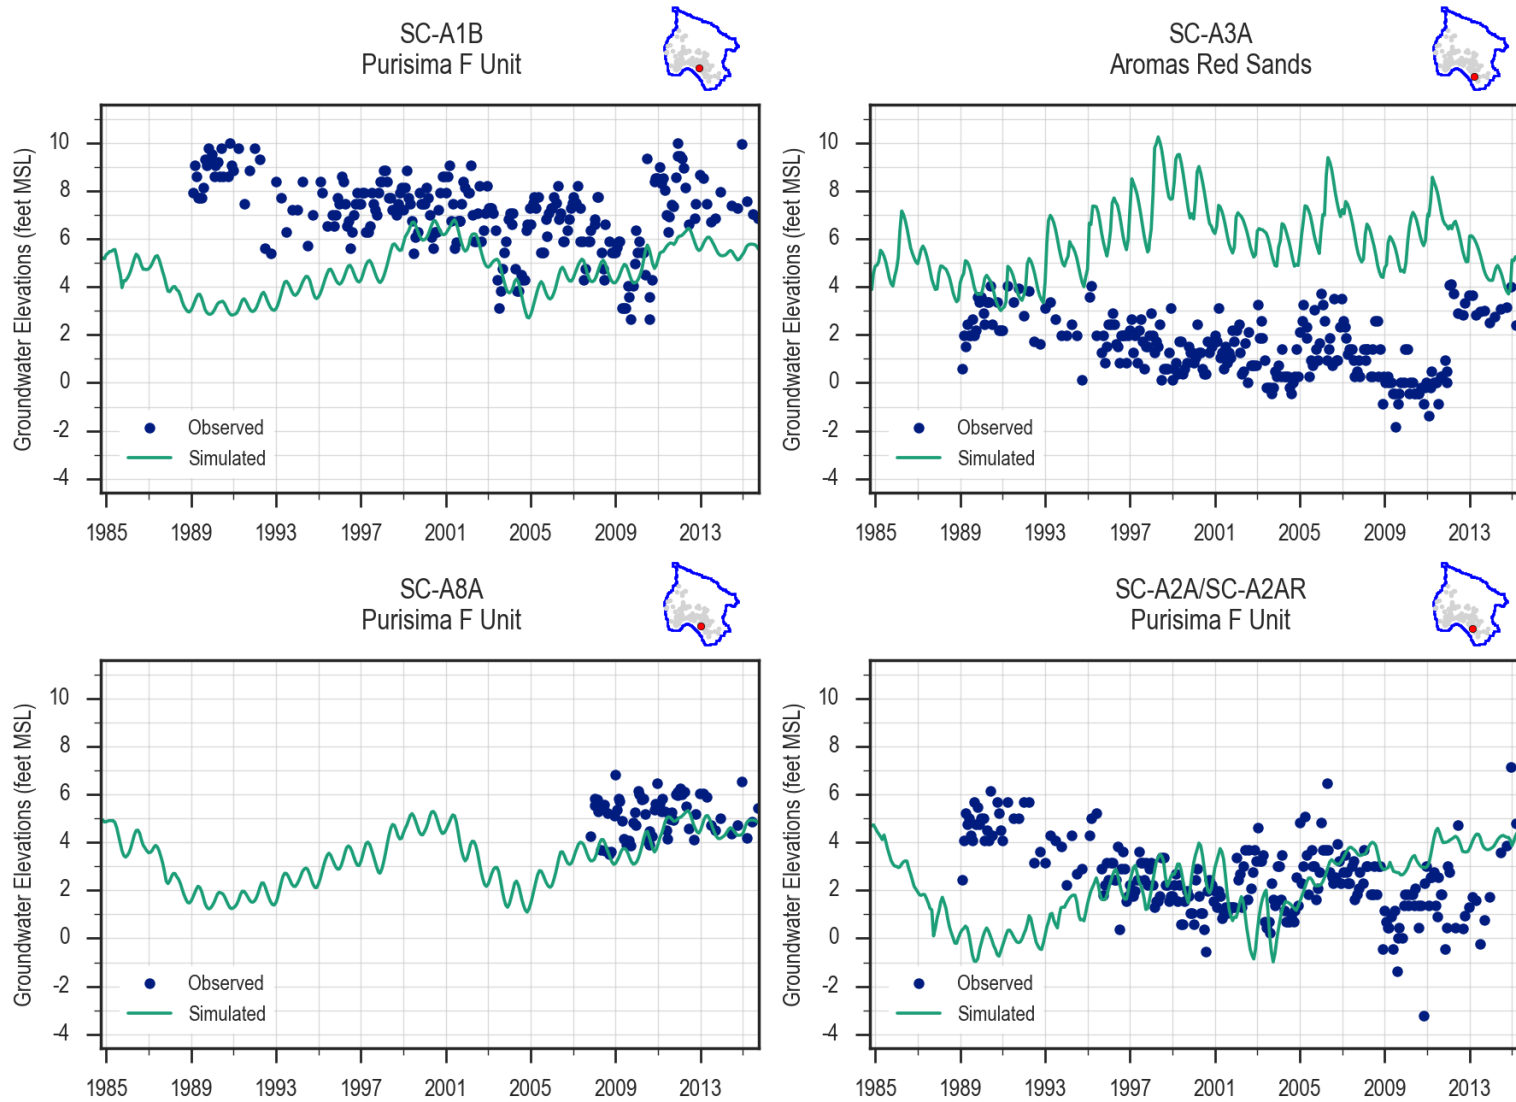 SC-A1B
Purisima F Unit
Groundwater Elevations (feet MSL)
10
8
6
4
2
0
-2
-4
Observed
Simulated
1985 1989 1993 1997 2001 2005 2009 2013
SC-A3A
Aromas Red Sands
Groundwater Elevations (feet MSL)
10
8
6
4
2
0
-2
-4
Observed
Simulated
1985 1989 1993 1997 2001 2005 2009 2013
SC-A8A
Purisima F Unit
Groundwater Elevations (feet MSL)
10
8
6
4
2
0
-2
-4
Observed
Simulated
1985 1989 1993 1997 2001 2005 2009 2013
SC-A2A/SC-A2AR
Purisima F Unit
Groundwater Elevations (feet MSL)
10
8
6
4
2
0
-2
-4
Observed
Simulated
1985 1989 1993 1997 2001 2005 2009 2013